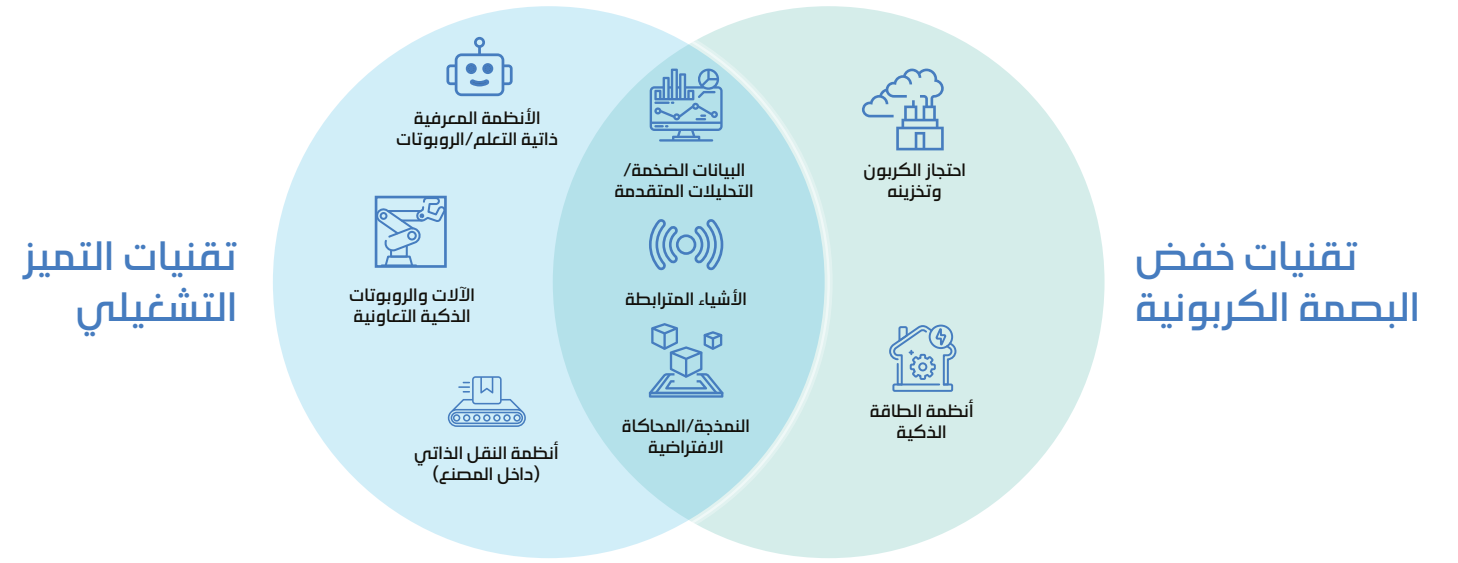 تقنيات خفض
البصمة الكربونية
احتجاز الكربون
وتخزينه
أنظمة الطاقة
الذكية
البيانات الضخمة/
التحليلات المتقدمة
الأشياء المترابطة
النمذجة/المحاكاة
الافتراضية
الأنظمة المعرفية
ذاتية التعلم/الروبوتات
الآلات والروبوتات
الذكية التعاونية
أنظمة النقل الذاتي
(داخل المصنع)
تقنيات التميز
التشغيلي